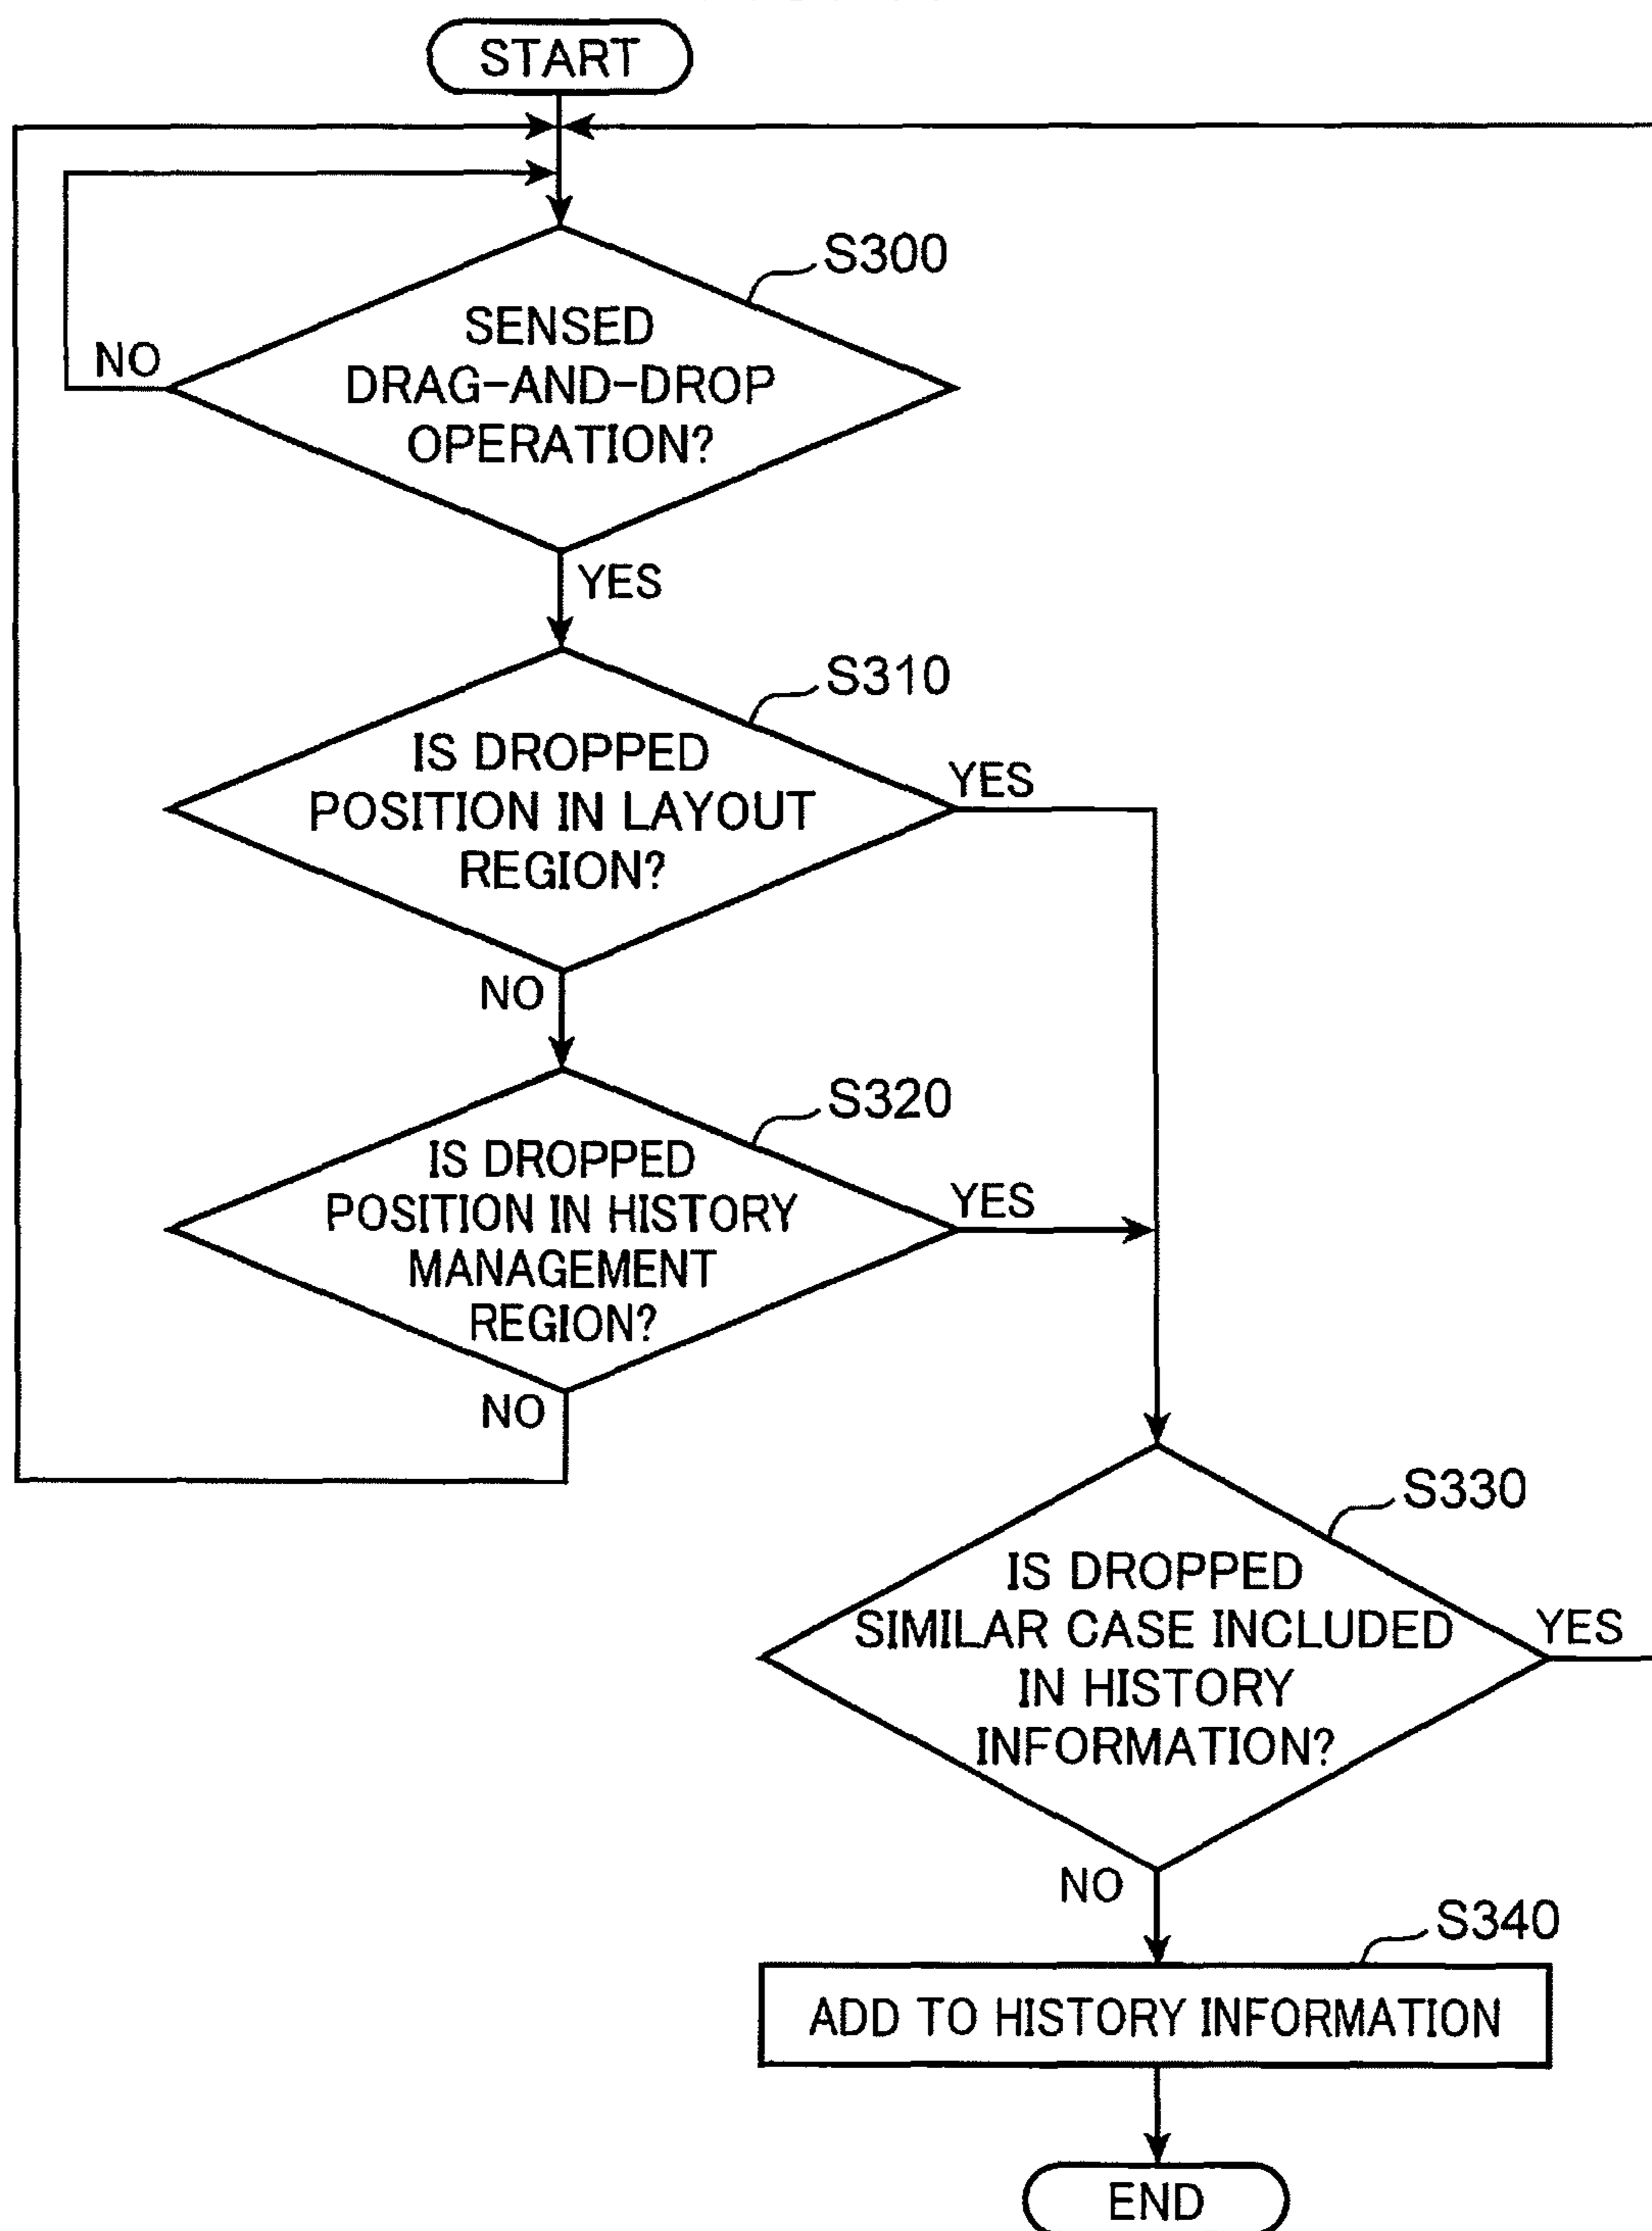 START
S300
SENSED
DRAG-AND-DROP
OPERATION?
NO
YES
S310
IS DROPPED
POSITION IN LAYOUT
REGION?
YES
NO
S320
IS DROPPED
POSITION IN HISTORY
MANAGEMENT
REGION?
YES
NO
S330
IS DROPPED
SIMILAR CASE INCLUDED
IN HISTORY
INFORMATION?
YES
NO
S340
ADD TO HISTORY INFORMATION
END